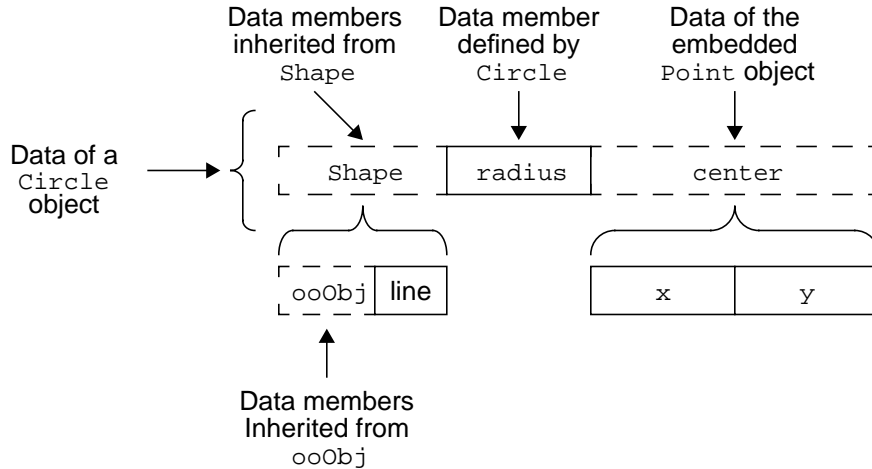 Data members
inherited from
Shape
Data member
defined by
Circle
Data of the
embedded
Point object
Data of a
Circle
object
Shape
radius
center
ooObj
line
x
y
Data members
Inherited from
ooObj